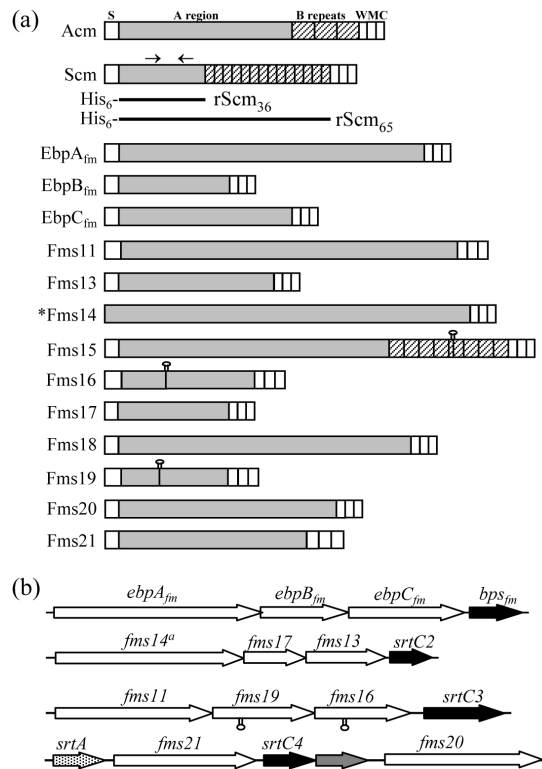 (a)
S A region B repeats WMC
Acm
Scm
His6- rScm36
His6- rScm65
EbpAfm
EbpBfm
EbpCfm
Fms11
Fms13
*Fms14
Fms15
Fms16
Fms17
Fms18
Fms19
Fms20
Fms21
(b)
ebpAfm ebpBfm ebpCfm bpsfm
fms14a fms17 fms13 srtC2
fms11 fms19 fms16 srtC3
srtA fms21 srtC4 fms20